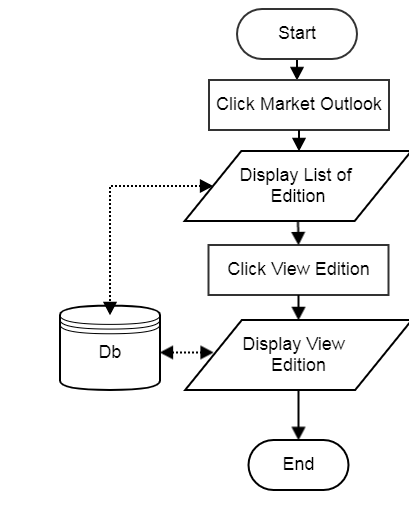 Start
Click Market Outlook
Display List of
Edition
Click View Edition
Db
Display View
Edition
End